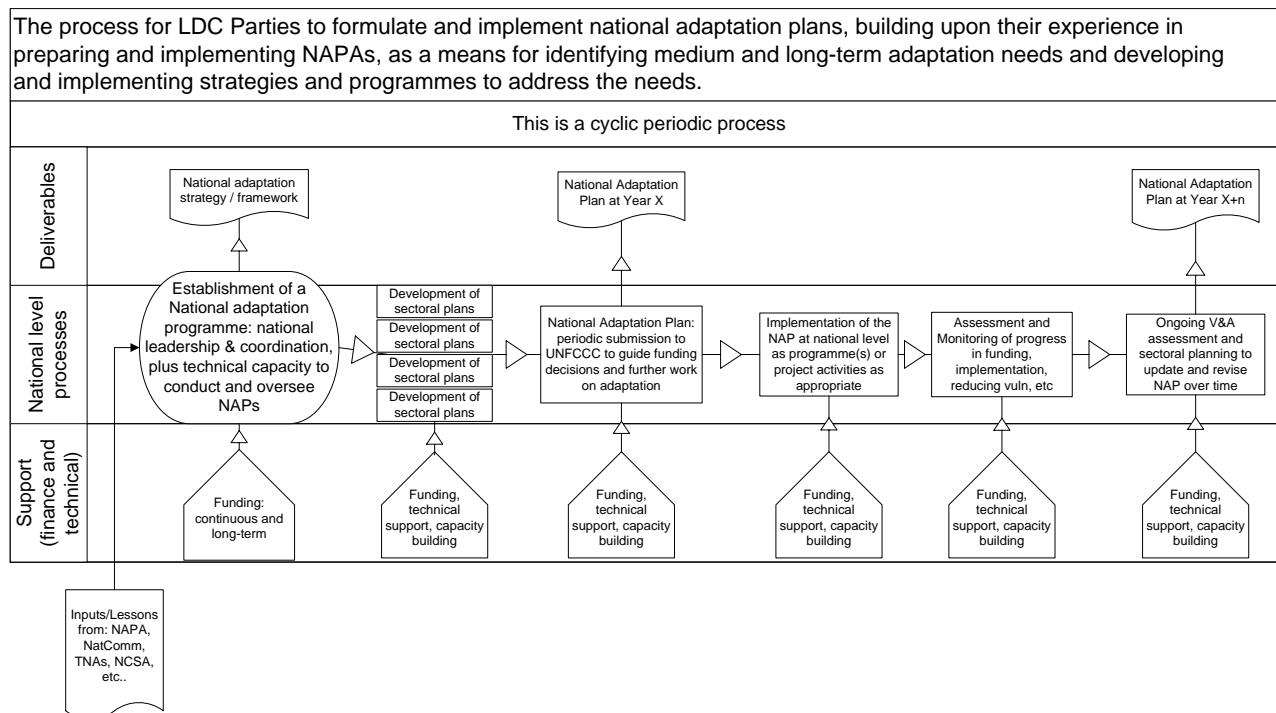 The process for LDC Parties to formulate and implement national adaptation plans, building upon their experience in
preparing and implementing NAPAs, as a means for identifying medium and long-term adaptation needs and developing
and implementing strategies and programmes to address the needs.
This is a cyclic periodic process
Deliverables
National adaptation
strategy / framework
National Adaptation
Plan at Year X
National Adaptation
Plan at Year X+n
National level
processes
Establishment of a
National adaptation
programme: national
leadership & coordination,
plus technical capacity to
conduct and oversee
NAPs
Development of
sectoral plans
Development of
sectoral plans
Development of
sectoral plans
Development of
sectoral plans
National Adaptation Plan:
periodic submission to
UNFCCC to guide funding
decisions and further work
on adaptation
Implementation of the
NAP at national level
as programme(s) or
project activities as
appropriate
Assessment and
Monitoring of progress
in funding,
implementation,
reducing vuln, etc
Ongoing V&A
assessment and
sectoral planning to
update and revise
NAP over time
Support
(finance and
technical)
Funding:
continuous and
long-term
Funding,
technical
support, capacity
building
Funding,
technical
support, capacity
building
Funding,
technical
support, capacity
building
Funding,
technical
support, capacity
building
Funding,
technical
support, capacity
building
Inputs/Lessons
from: NAPA,
NatComm,
TNAs, NCSA,
etc..